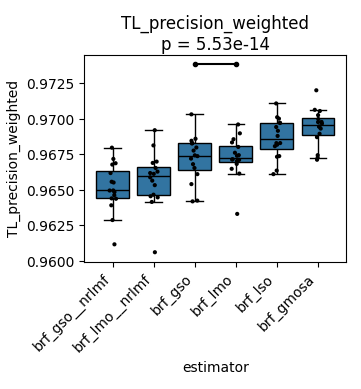 TL_precision_weighted
p = 5.53e-14
TL_precision_weighted
0.9725
0.9700
0.9675
0.9650
0.9625
0.9600
brf_gso__nrlmf
brf_lmo__nrlmf
brf_gso
brf_lmo
brf_lso
brf_gmosa
estimator